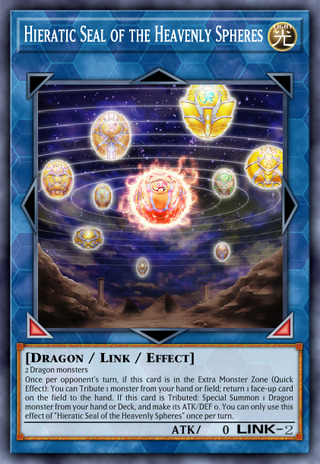 Hieratic Seal of the Heavenly Spheres
LIGHT
光
[Dragon / Link / Effect]
2 Dragon monsters
Once per opponent's turn, if this card is in the Extra Monster Zone (Quick
Effect): You can Tribute 1 monster from your hand or field; return 1 face-up card
on the field to the hand. If this card is Tributed: Special Summon 1 Dragon
monster from your hand or Deck, and make its ATK/DEF 0. You can only use this
effect of "Hieratic Seal of the Heavenly Spheres" once per turn.
ATK/ 0 LINK-2